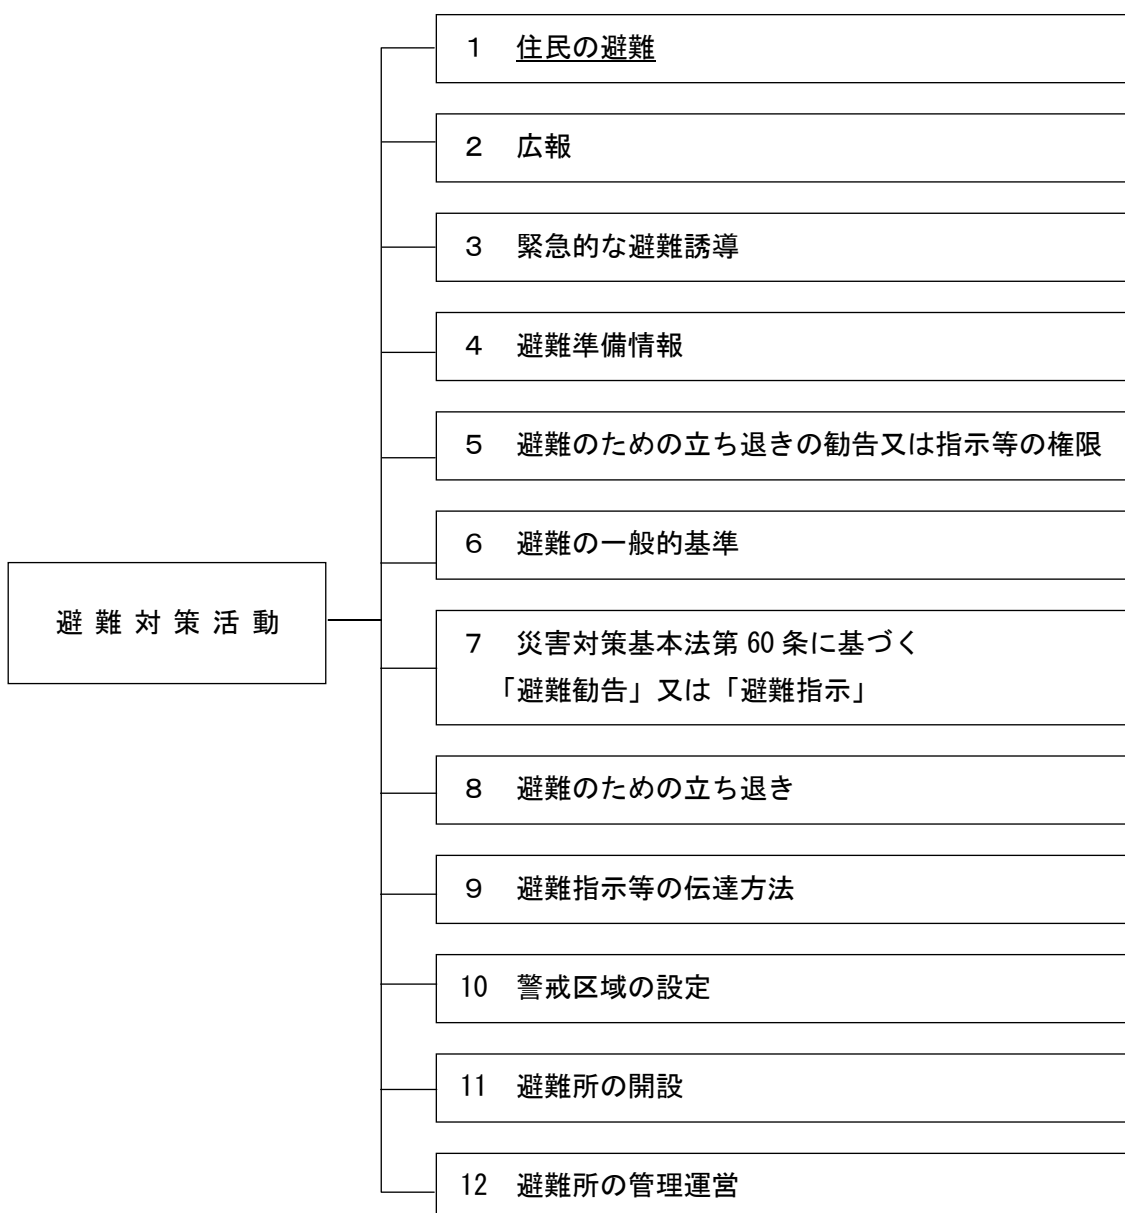 1 住民の避難
2 広報
3 緊急的な避難誘導
4 避難準備情報
5 避難のための立ち退きの勧告又は指示等の権限
6 避難の一般的基準
避難対策活動
7 災害対策基本法第60条に基づく
「避難勧告」又は「避難指示」
8 避難のための立ち退き
9 避難指示等の伝達方法
10 警戒区域の設定
11 避難所の開設
12 避難所の管理運営